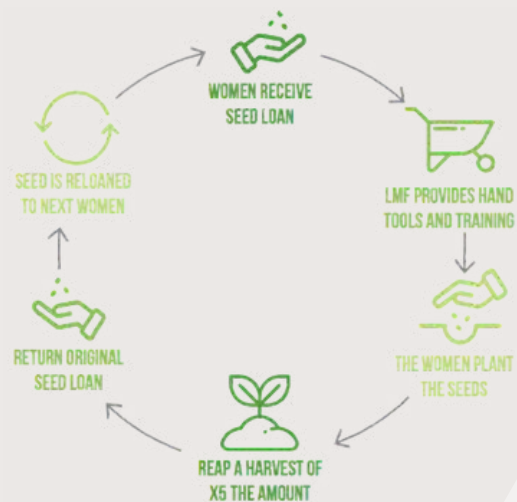 WOMEN RECEIVE
SEED LOAN
LMF PROVIDES HAND
TOOLS AND TRAINING
THE WOMEN PLANT
THE SEEDS
REAP A HARVEST OF
X5 THE AMOUNT
RETURN ORIGINAL
SEED LOAN
SEED IS RELOANED
TO NEXT WOMEN